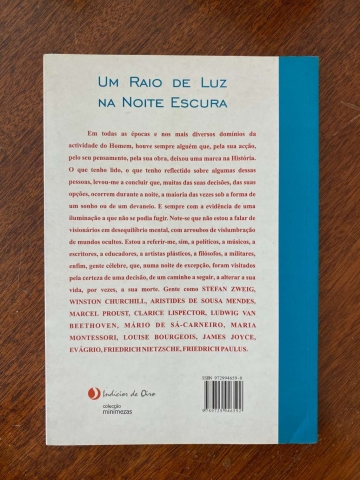 UM RAIO DE LUZ
NA NOITE ESCURA
Em todas as épocas e nos mais diversos domínios da
actividade do Homem, houve sempre alguém que, pela sua acção,
pelo seu pensamento, pela sua obra, deixou uma marca na História.
O que tenho lido, o que tenho reflectido sobre algumas dessas
pessoas, levou-me a concluir que, muitas das suas decisões, das suas
opções, ocorrem durante a noite, a maioria das vezes sob a forma de
um sonho ou de um devaneio. E sempre com a evidência de uma
iluminação a que não se podia fugir. Note-se que não estou a falar de
visionários em desequilíbrio mental, com arroubos de vislumbração
de mundos ocultos. Estou a referir-me, sim, a políticos, a músicos, a
escritores, a educadores, a artistas plásticos, a filósofos, a militares,
enfim, gente célebre, que, numa noite de excepção, foram visitados
pela certeza de uma decisão, de um caminho a seguir, a alterar a sua
vida, por vezes, a sua morte. Gente como STEFAN ZWEIG,
WINSTON CHURCHILL, ARISTIDES DE SOUSA MENDES,
MARCEL PROUST, CLARICE LISPECTOR, LUDWIG VAN
BEETHOVEN, MÁRIO DE SÁ-CARNEIRO, MARIA
MONTESSORI, LOUISE BOURGEOIS, JAMES JOYCE,
EVÁGRIO, FRIEDRICH NIETZSCHE, FRIEDRICH PAULUS.
Indícios de Oiro
colecção
minimezas